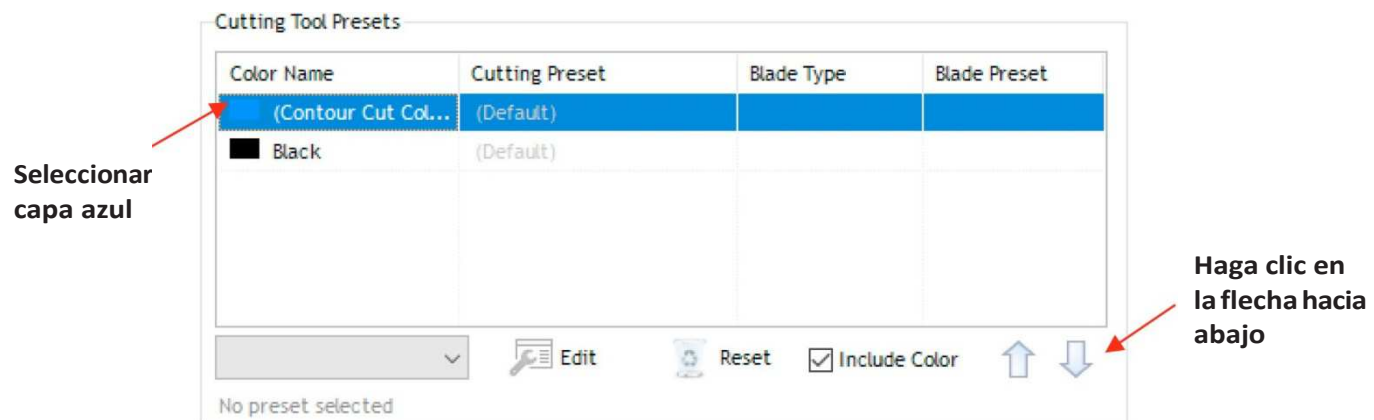 Cutting Tool Presets
Color Name Cutting Preset Blade Type Blade Preset
(Contour Cut Col... (Default)
Black (Default)
Seleccionar
capa azul
Haga clic en
la flecha hacia
abajo
Edit Reset Include Color
No preset selected